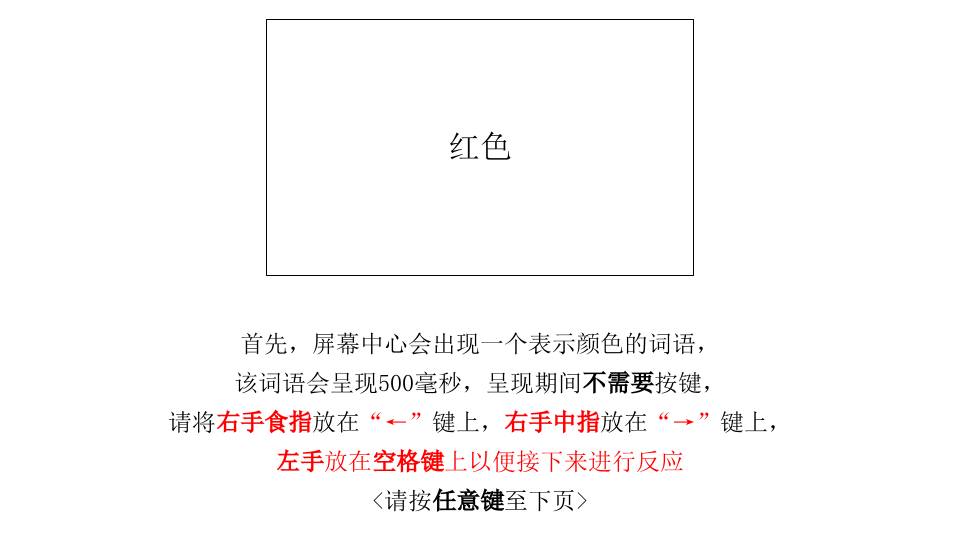 红色
首先，屏幕中心会出现一个表示颜色的词语，
该词语会呈现500毫秒，呈现期间不需要按键，
请将右手食指放在“←”键上，右手中指放在“→”键上，
左手放在空格键上以便接下来进行反应
<请按任意键至下页>